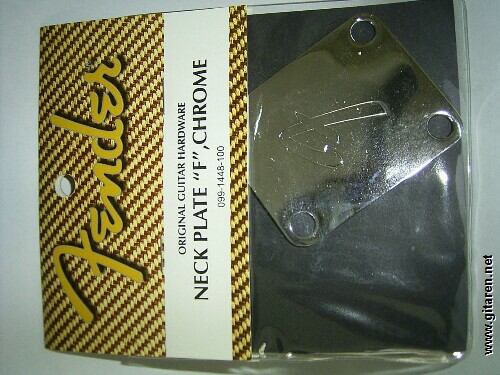 Fender
ORIGINAL GUITAR HARDWARE
NECK PLATE "F", CHROME
099-1448-100
www.gitaren.net